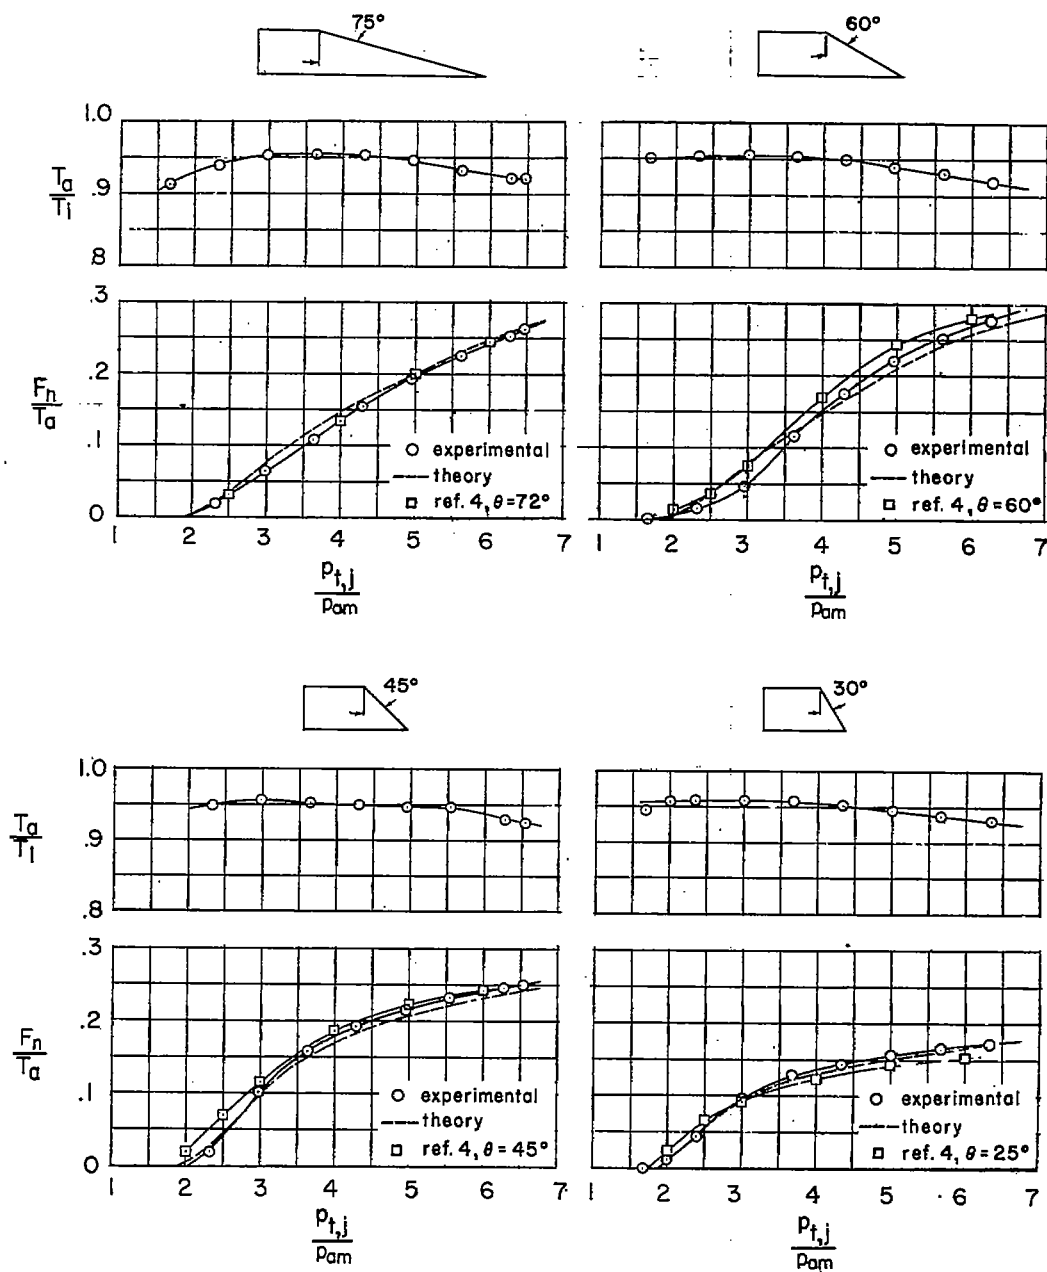 75°
60°
1.0
.9
.8
Ta
Ti
.3
.2
.1
0
Fn
Ta
experimental
theory
ref. 4, θ=72°
experimental
theory
ref. 4, θ=60°
1 2 3 4 5 6 7
1 2 3 4 5 6 7
pt,j
pam
pt,j
pam
45°
30°
1.0
.9
.8
Ta
Ti
.3
.2
.1
0
Fn
Ta
experimental
theory
ref. 4, θ=45°
experimental
theory
ref. 4, θ=25°
1 2 3 4 5 6 7
1 2 3 4 5 6 7
pt,j
pam
pt,j
pam